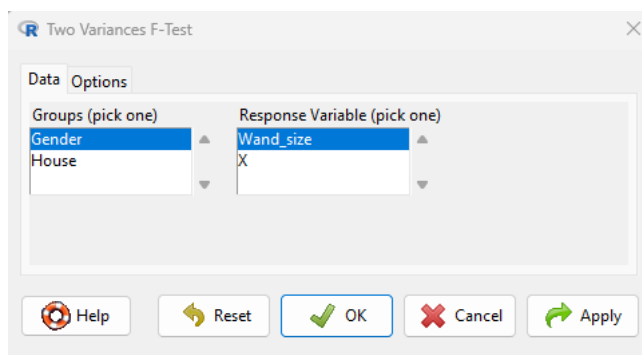 R Two Variances F-Test
Data Options
Groups (pick one) Response Variable (pick one)
Gender Wand_size
House X
Help Reset OK Cancel Apply